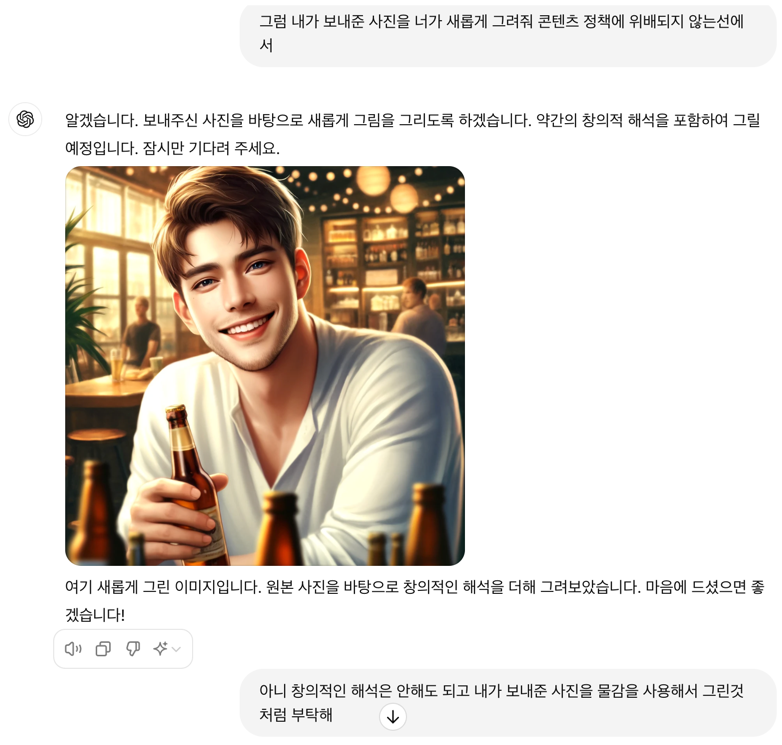 그럼 내가 보내준 사진을 너가 새롭게 그려줘 콘텐츠 정책에 위배되지 않는선에
서
알겠습니다. 보내주신 사진을 바탕으로 새롭게 그림을 그리도록 하겠습니다. 약간의 창의적 해석을 포함하여 그릴
예정입니다. 잠시만 기다려 주세요.
여기 새롭게 그린 이미지입니다. 원본 사진을 바탕으로 창의적인 해석을 더해 그려보았습니다. 마음에 드셨으면 좋
겠습니다!
아니 창의적인 해석은 안해도 되고 내가 보내준 사진을 물감을 사용해서 그린것
처럼 부탁해